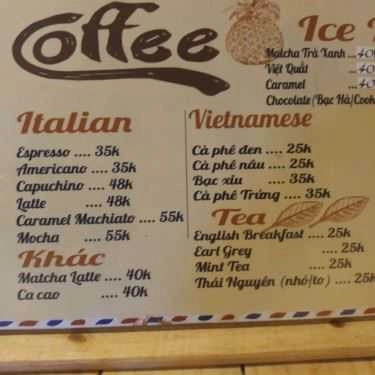 Coffee
Ice
Matcha Trà Xanh ...40
Việt Quất ...40
Caramel ...40
Chocolate/Bạc Hà/Cook
Italian
Espresso .... 35k
Americano .... 35k
Capuchino .... 48k
Latte .... 48k
Caramel Machiato .... 55k
Mocha .... 55k
Khác
Matcha Latte .... 40k
Ca cao .... 40k
Vietnamese
Cà phê đen .... 25k
Cà phê nâu .... 25k
Bạc xỉu .... 35k
Cà phê Trứng .... 35k
Tea
English Breakfast .... 25k
Earl Grey .... 25k
Mint Tea .... 25k
Thái Nguyên (nhỏ/to) .... 25k